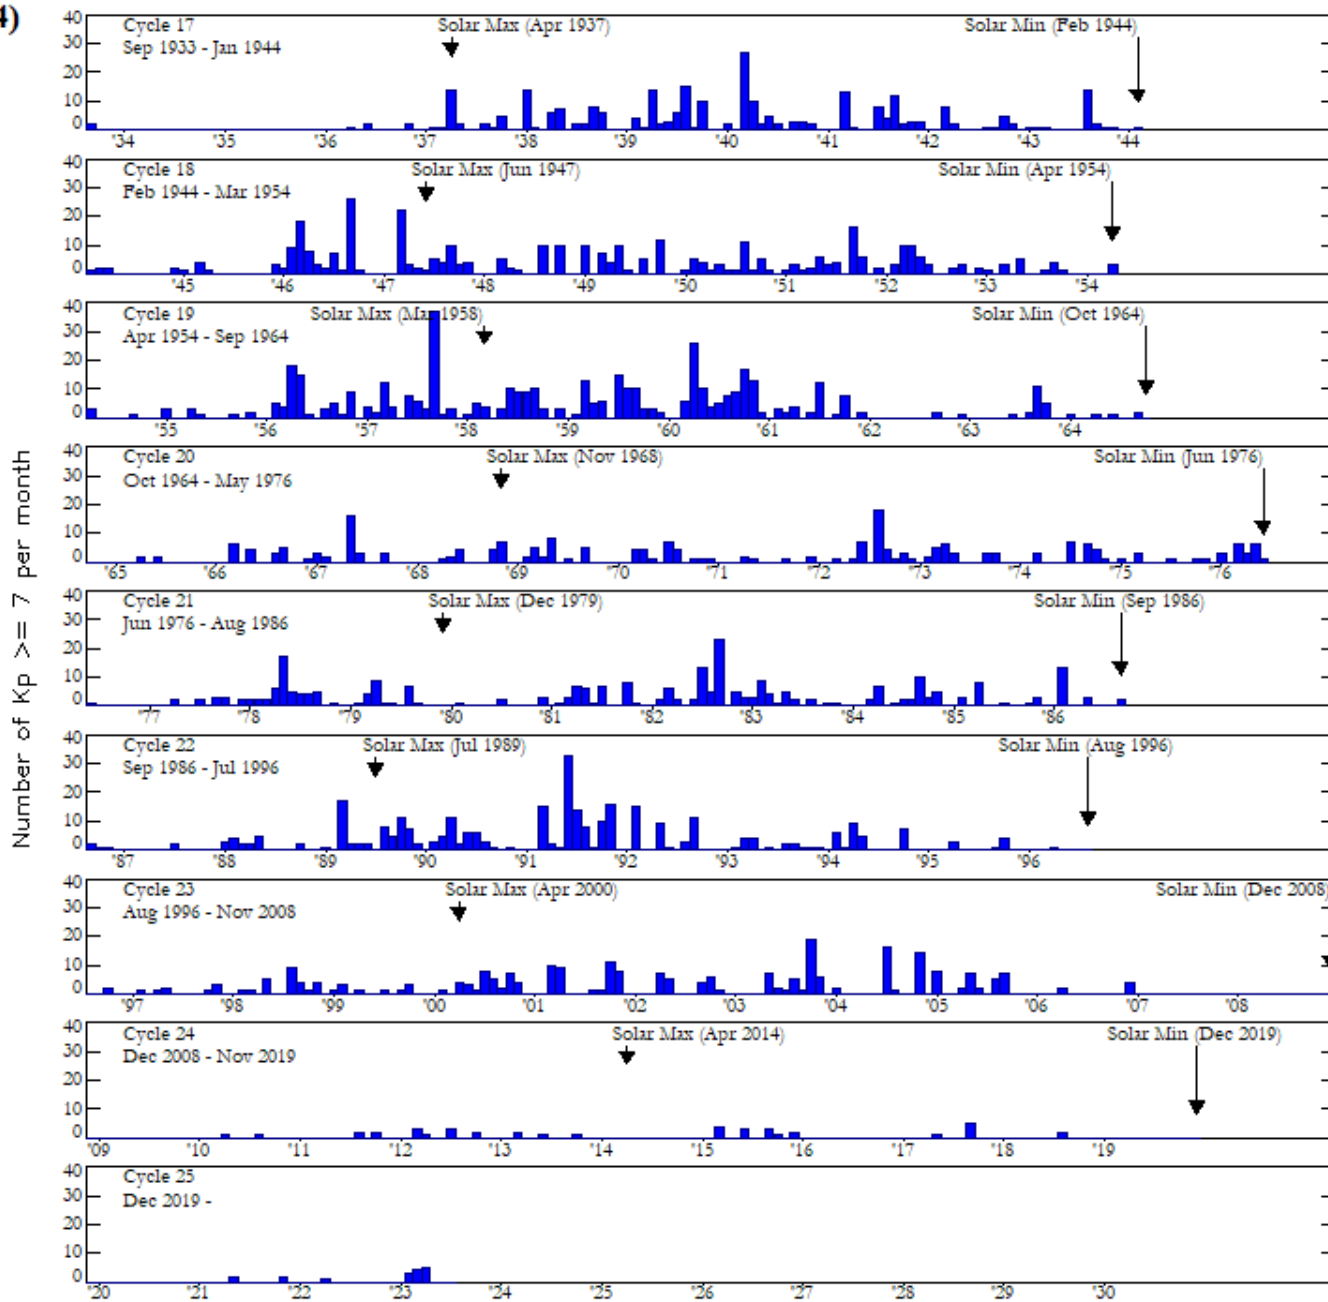 4)
Number of Kp >= 7 per month
40 Cycle 17 Solar Max (Apr 1937) Solar Min (Feb 1944)
30 Sep 1933 - Jan 1944
20
10
0
'34 '35 '36 '37 '38 '39 '40 '41 '42 '43 '44
40 Cycle 18 Solar Max (Jun 1947) Solar Min (Apr 1954)
30 Feb 1944 - Mar 1954
20
10
0
'45 '46 '47 '48 '49 '50 '51 '52 '53 '54
40 Cycle 19 Solar Max (Mar 1958) Solar Min (Oct 1964)
30 Apr 1954 - Sep 1964
20
10
0
'55 '56 '57 '58 '59 '60 '61 '62 '63 '64
40 Cycle 20 Solar Max (Nov 1968) Solar Min (Jun 1976)
30 Oct 1964 - May 1976
20
10
0
'65 '66 '67 '68 '69 '70 '71 '72 '73 '74 '75 '76
40 Cycle 21 Solar Max (Dec 1979) Solar Min (Sep 1986)
30 Jun 1976 - Aug 1986
20
10
0
'77 '78 '79 '80 '81 '82 '83 '84 '85 '86
40 Cycle 22 Solar Max (Jul 1989) Solar Min (Aug 1996)
30 Sep 1986 - Jul 1996
20
10
0
'87 '88 '89 '90 '91 '92 '93 '94 '95 '96
40 Cycle 23 Solar Max (Apr 2000) Solar Min (Dec 2008)
30 Aug 1996 - Nov 2008
20
10
0
'97 '98 '99 '00 '01 '02 '03 '04 '05 '06 '07 '08
40 Cycle 24 Solar Max (Apr 2014) Solar Min (Dec 2019)
30 Dec 2008 - Nov 2019
20
10
0
'09 '10 '11 '12 '13 '14 '15 '16 '17 '18 '19
40 Cycle 25
30 Dec 2019 -
20
10
0
'20 '21 '22 '23 '24 '25 '26 '27 '28 '29 '30